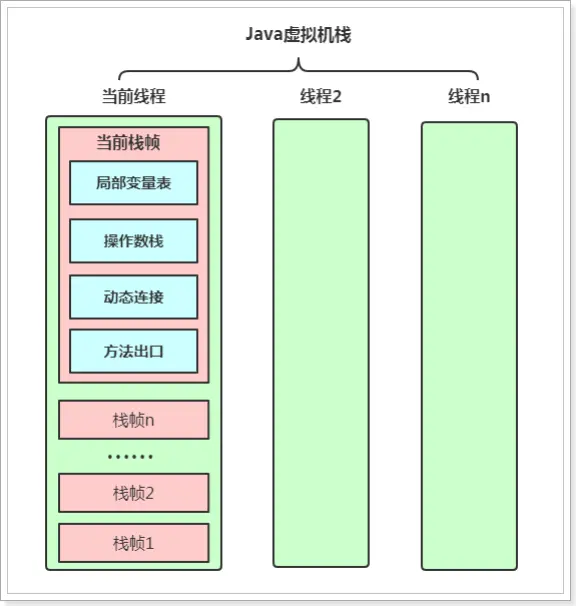 Java虚拟机栈
当前线程
线程2
线程n
当前栈帧
局部变量表
操作数栈
动态连接
方法出口
栈帧n
······
栈帧2
栈帧1